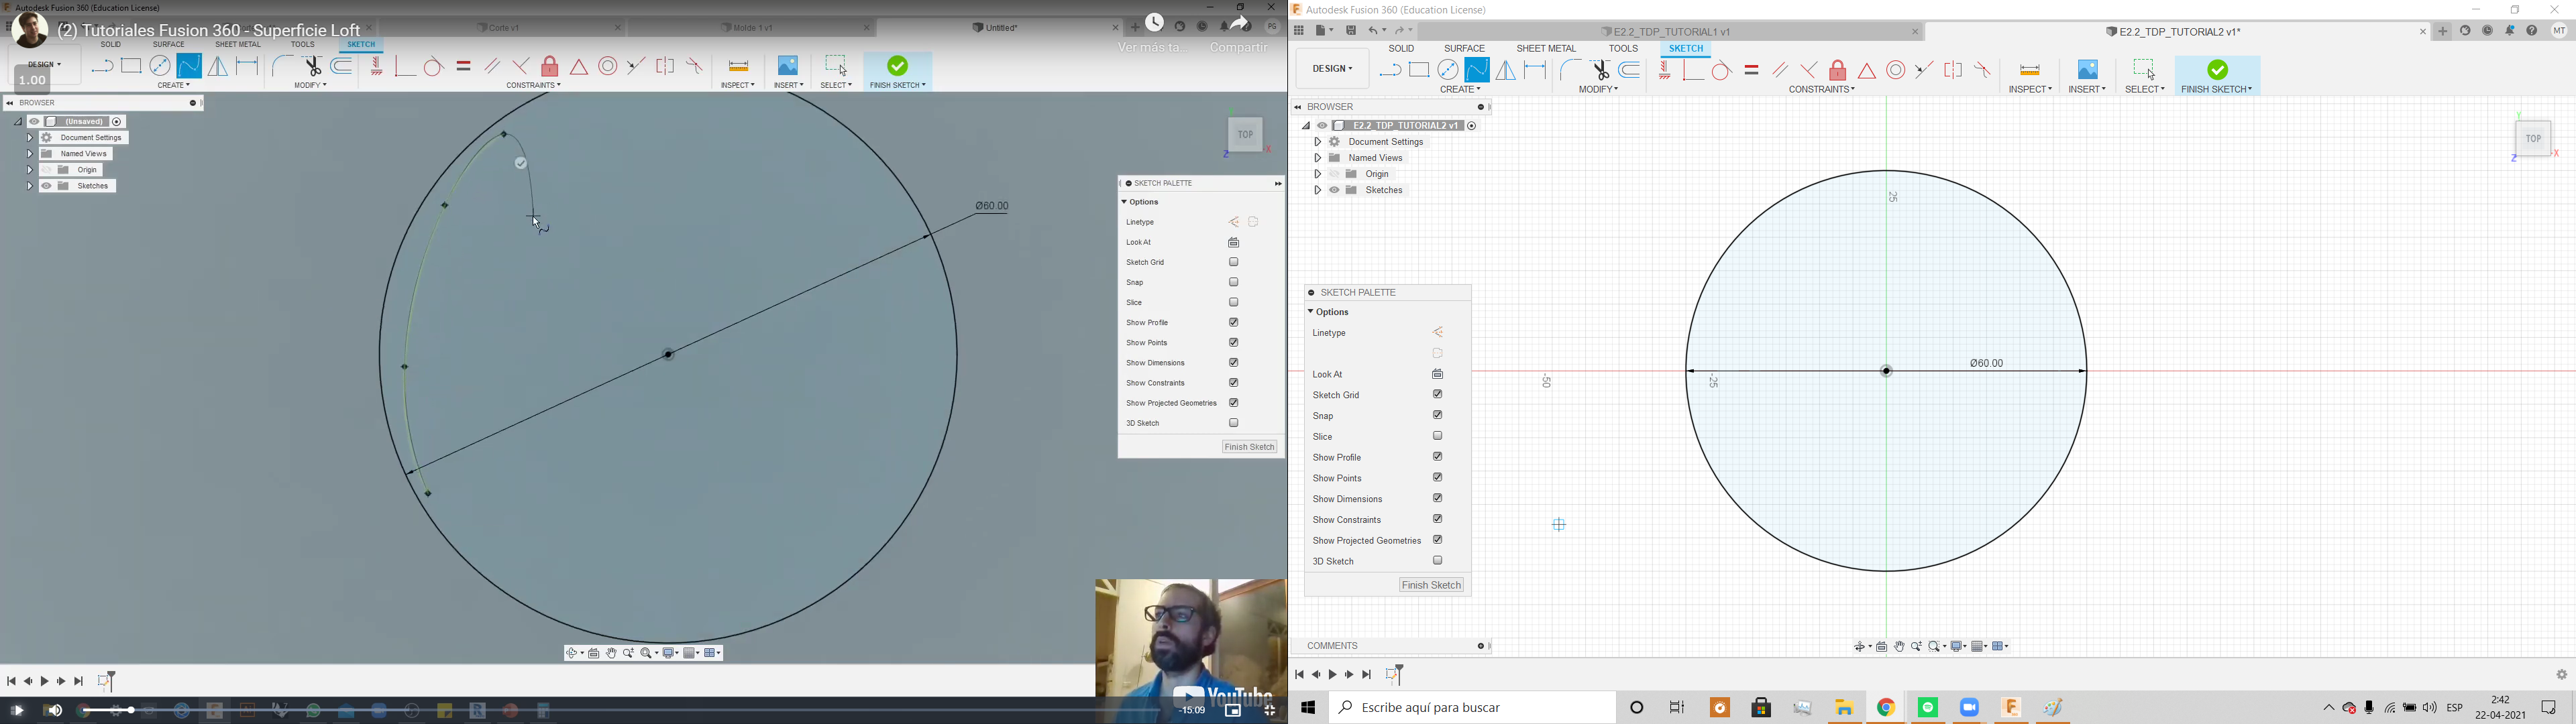 Autodesk Fusion 360 (Education License)
(2) Tutoriales Fusion 360 - Superficie Loft
Corte v1
Molde 1 v1
Untitled*
PG
Ver más ta...
Compartir
1.00
SOLID
SURFACE
SHEET METAL
TOOLS
SKETCH
DESIGN
CREATE
MODIFY
CONSTRAINTS
INSPECT
INSERT
SELECT
FINISH SKETCH
BROWSER
(Unsaved)
Document Settings
Named Views
Origin
Sketches
TOP
X
Z
Ø60.00
SKETCH PALETTE
Options
Linetype
Look At
Sketch Grid
Snap
Slice
Show Profile
Show Points
Show Dimensions
Show Constraints
Show Projected Geometries
3D Sketch
Finish Sketch
-15:09
YouTube
Autodesk Fusion 360 (Education License)
E2.2_TDP_TUTORIAL1 v1
E2.2_TDP_TUTORIAL2 v1*
MT
SOLID
SURFACE
SHEET METAL
TOOLS
SKETCH
DESIGN
CREATE
MODIFY
CONSTRAINTS
INSPECT
INSERT
SELECT
FINISH SKETCH
BROWSER
E2.2_TDP_TUTORIAL2 v1
Document Settings
Named Views
Origin
Sketches
Y
TOP
X
Z
25
-50
-25
Ø60.00
SKETCH PALETTE
Options
Linetype
Look At
Sketch Grid
Snap
Slice
Show Profile
Show Points
Show Dimensions
Show Constraints
Show Projected Geometries
3D Sketch
Finish Sketch
COMMENTS
Escribe aquí para buscar
ESP
2:42
22-04-2021